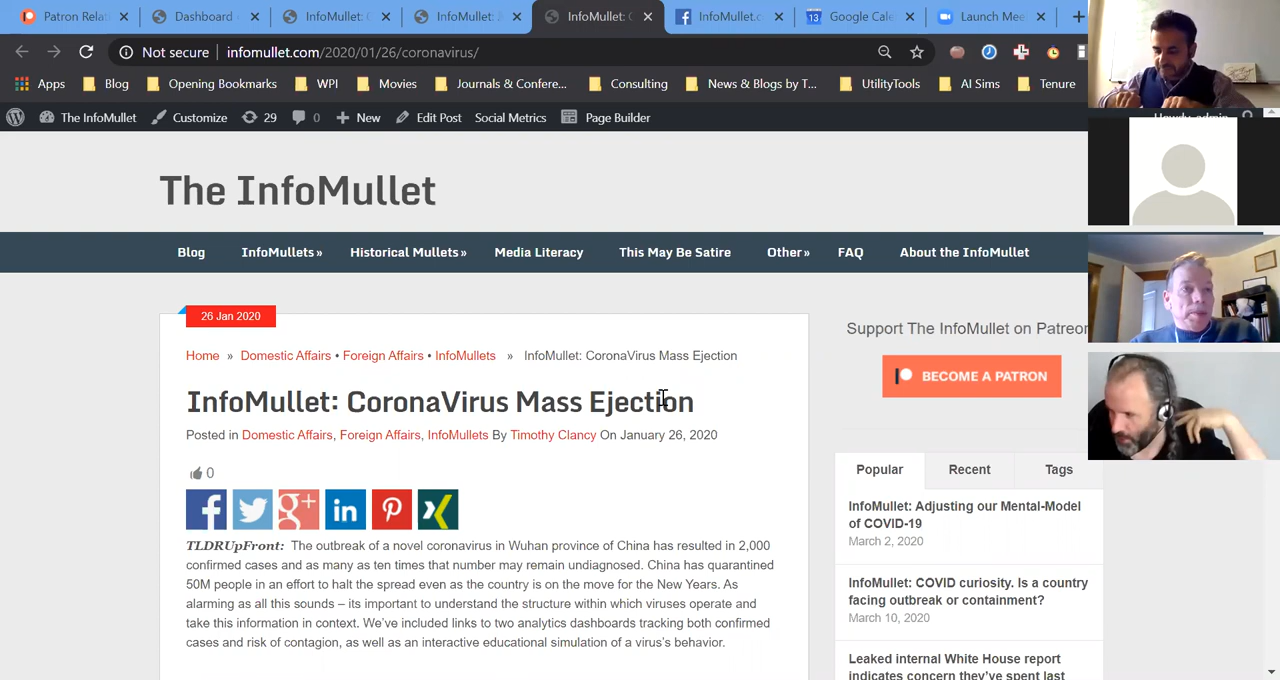 Patron Rela
Dashboard
InfoMullet: C
InfoMullet: J
InfoMullet: C
InfoMullet.c
Google Cale
Launch Mee
Not secure
infomullet.com/2020/01/26/coronavirus/
Apps
Blog
Opening Bookmarks
WPI
Movies
Journals & Confere...
Consulting
News & Blogs by T...
UtilityTools
AI Sims
Tenure
The InfoMullet
Customize
29
0
New
Edit Post
Social Metrics
Page Builder
Howdy, admin
The InfoMullet
Blog
InfoMullets»
Historical Mullets»
Media Literacy
This May Be Satire
Other»
FAQ
About the InfoMullet
26 Jan 2020
Home » Domestic Affairs • Foreign Affairs • InfoMullets » InfoMullet: CoronaVirus Mass Ejection
InfoMullet: CoronaVirus Mass Ejection
Posted in Domestic Affairs, Foreign Affairs, InfoMullets By Timothy Clancy On January 26, 2020
0
TLDRUpFront: The outbreak of a novel coronavirus in Wuhan province of China has resulted in 2,000
confirmed cases and as many as ten times that number may remain undiagnosed. China has quarantined
50M people in an effort to halt the spread even as the country is on the move for the New Years. As
alarming as all this sounds – its important to understand the structure within which viruses operate and
take this information in context. We've included links to two analytics dashboards tracking both confirmed
cases and risk of contagion, as well as an interactive educational simulation of a virus's behavior.
Support The InfoMullet on Patreon
BECOME A PATRON
Popular
Recent
Tags
InfoMullet: Adjusting our Mental-Model
of COVID-19
March 2, 2020
InfoMullet: COVID curiosity. Is a country
facing outbreak or containment?
March 10, 2020
Leaked internal White House report
indicates concern they've spent last